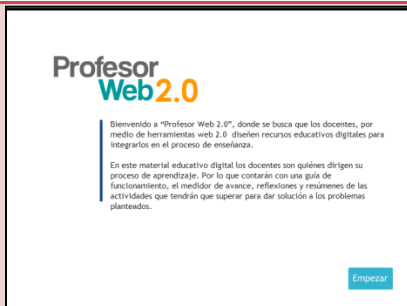 Profesor
Web2.0
Bienvenido a “Profesor Web 2.0”, donde se busca que los docentes, por
medio de herramientas web 2.0 diseñen recursos educativos digitales para
integrarlos en el proceso de enseñanza.
En este material educativo digital los docentes son quiénes dirigen su
proceso de aprendizaje. Por lo que contarán con una guía de
funcionamiento, el medidor de avance, reflexiones y resúmenes de las
actividades que tendrán que superar para dar solución a los problemas
planteados.
Empezar